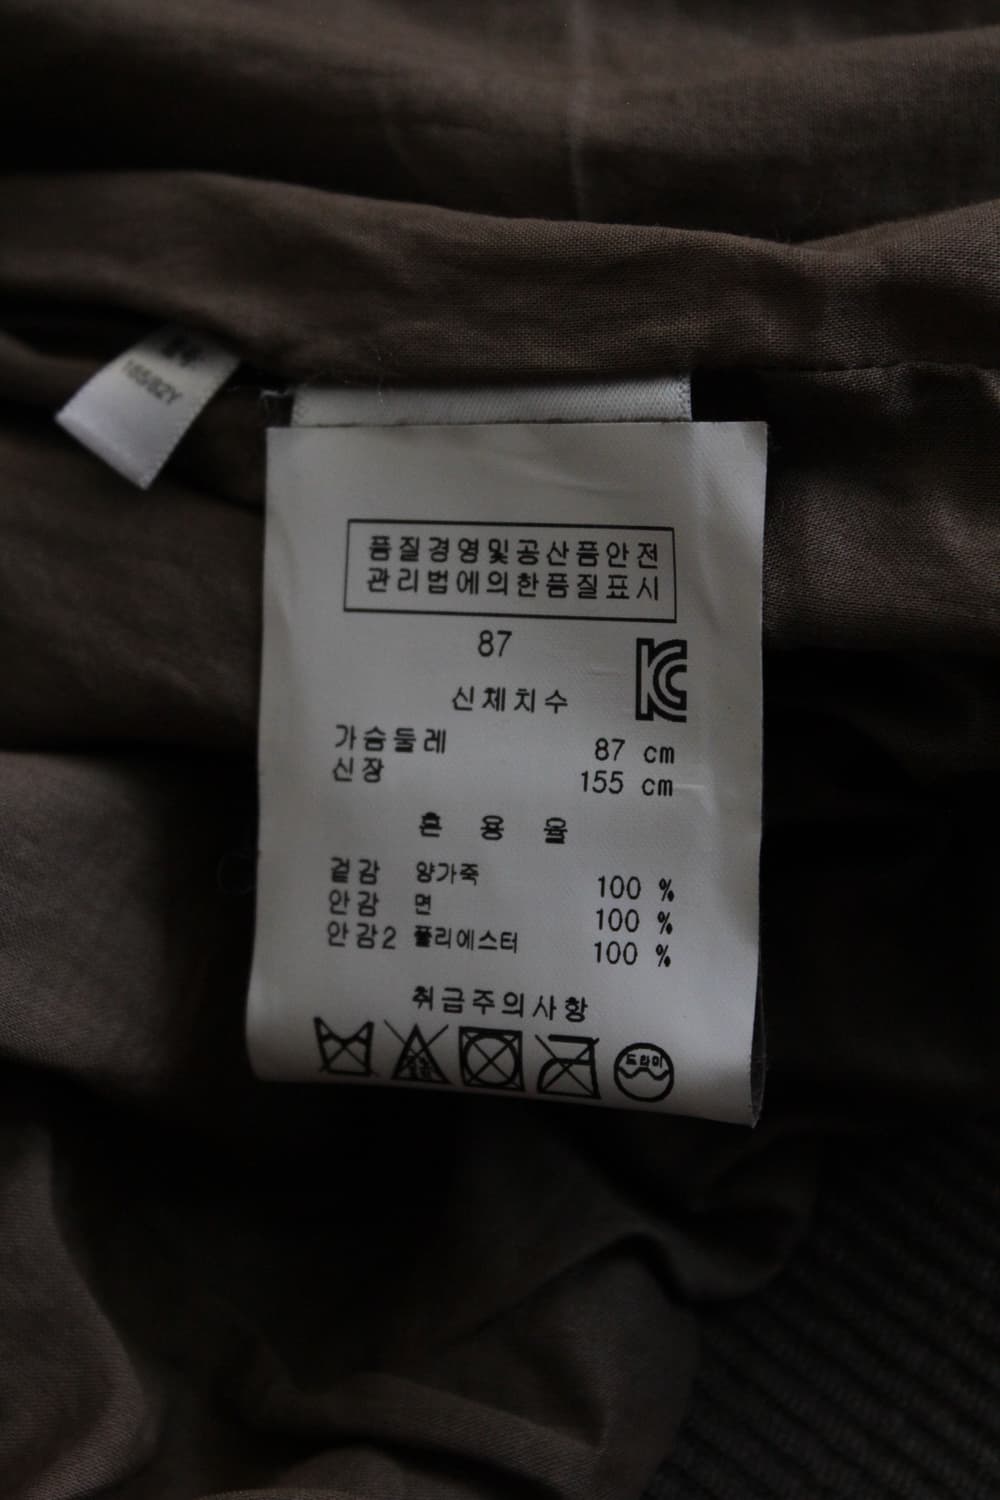 165/82Y
품질경영및공산품안전
관리법에의한품질표시
87
신체치수
가슴둘레 87 cm
신장 155 cm
혼 용 율
겉감 양가죽 100 %
안감 면 100 %
안감2 폴리에스터 100 %
취급주의사항
드라이